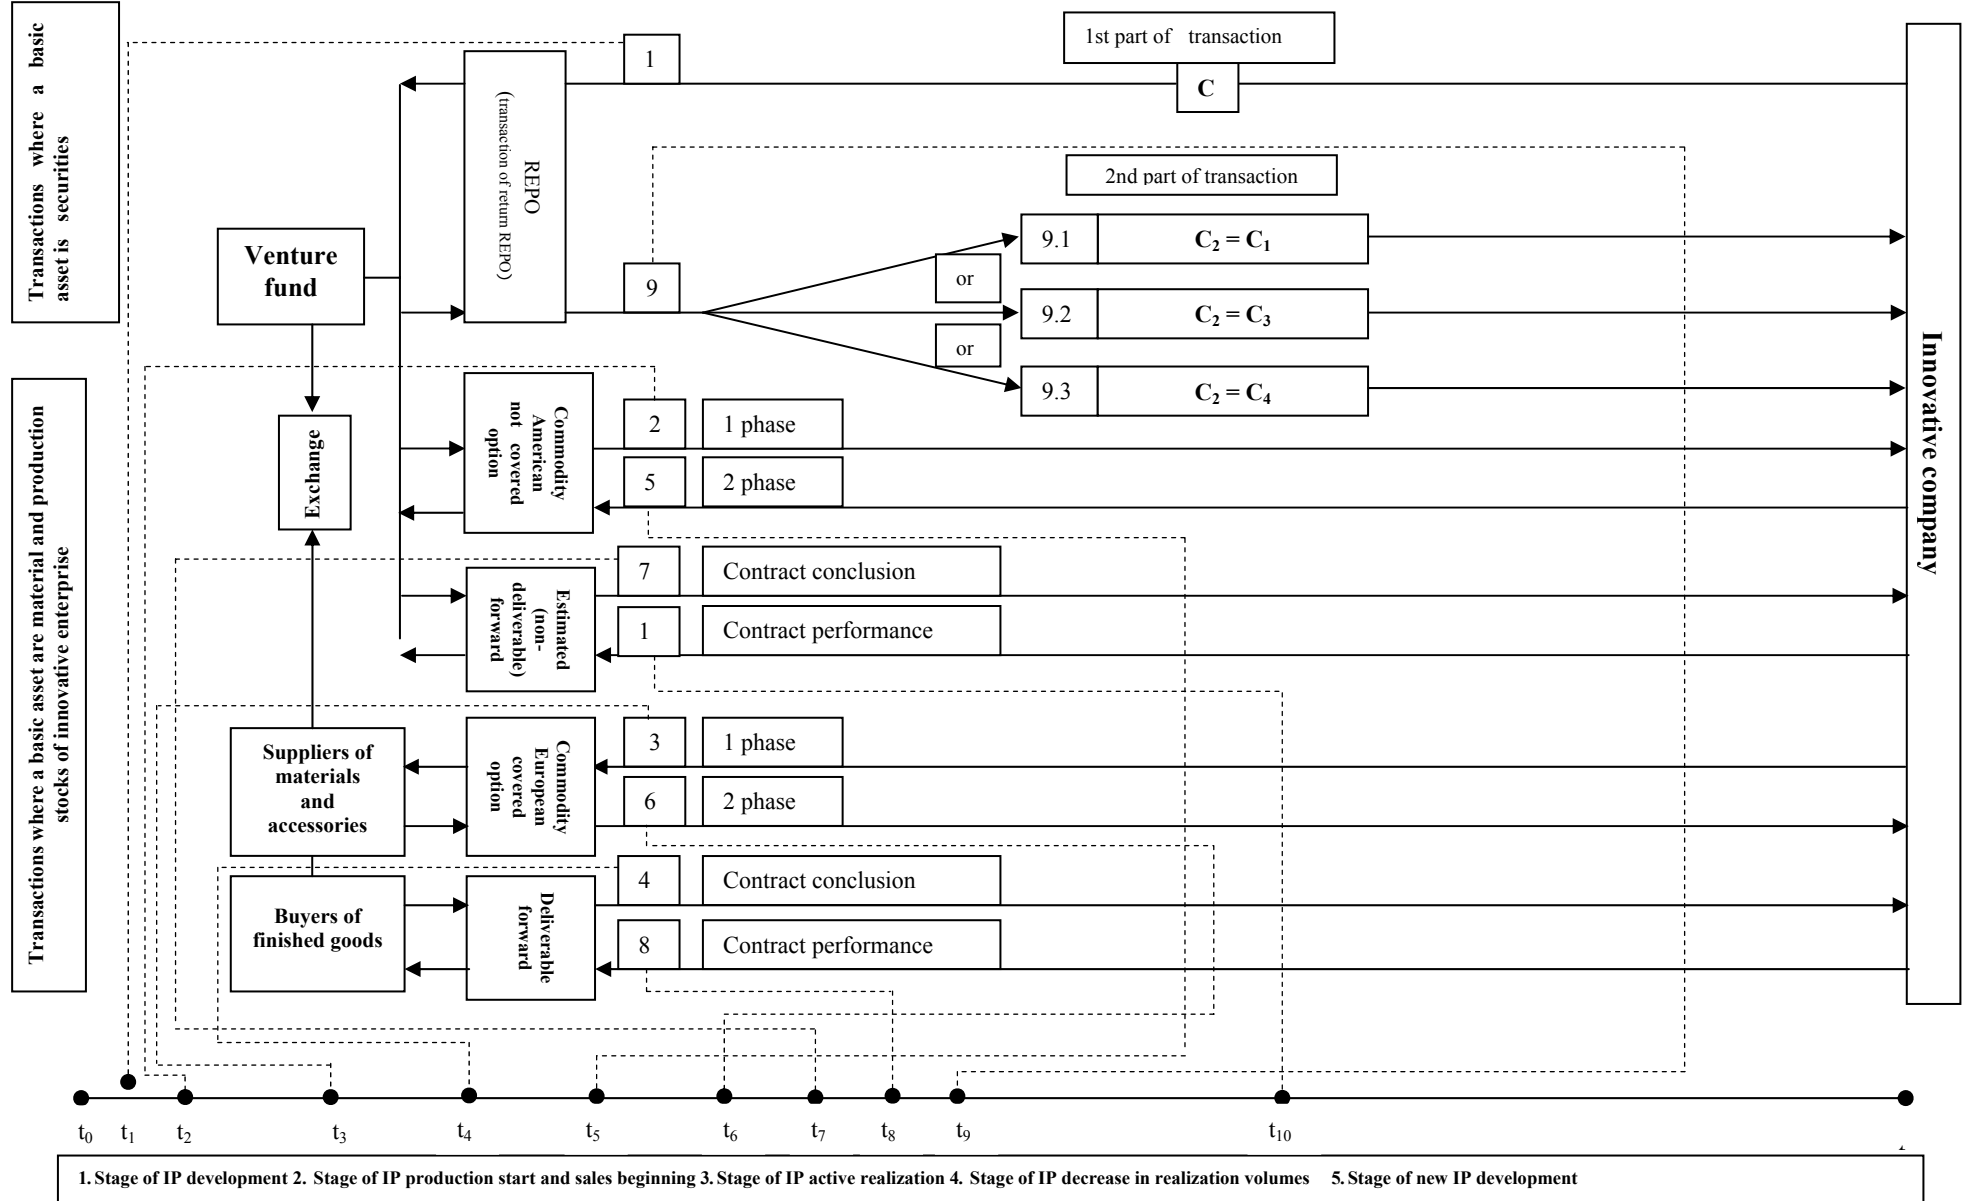 Transactions where a basic
asset is securities
Transactions where a basic asset are material and production
stocks of innovative enterprise
1
1st part of transaction
C
REPO
(transaction of return REPO)
2nd part of transaction
Venture
fund
9
or
or
9.1
C₂ = C₁
9.2
C₂ = C₃
9.3
C₂ = C₄
Innovative company
Exchange
Commodity
American
not covered
option
2
1 phase
5
2 phase
Estimated
(non-
deliverable)
forward
7
Contract conclusion
1
Contract performance
Suppliers of
materials
and
accessories
Commodity
European
covered
option
3
1 phase
6
2 phase
Buyers of
finished goods
Deliverable
forward
4
Contract conclusion
8
Contract performance
t₀ t₁ t₂ t₃ t₄ t₅ t₆ t₇ t₈ t₉ t₁₀
1. Stage of IP development 2. Stage of IP production start and sales beginning 3. Stage of IP active realization 4. Stage of IP decrease in realization volumes 5. Stage of new IP development